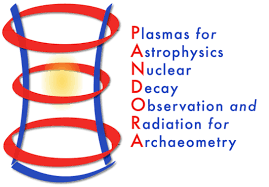 Plasmas for
Astrophysics
Nuclear
Decay
Observation and
Radiation for
Archaeometry